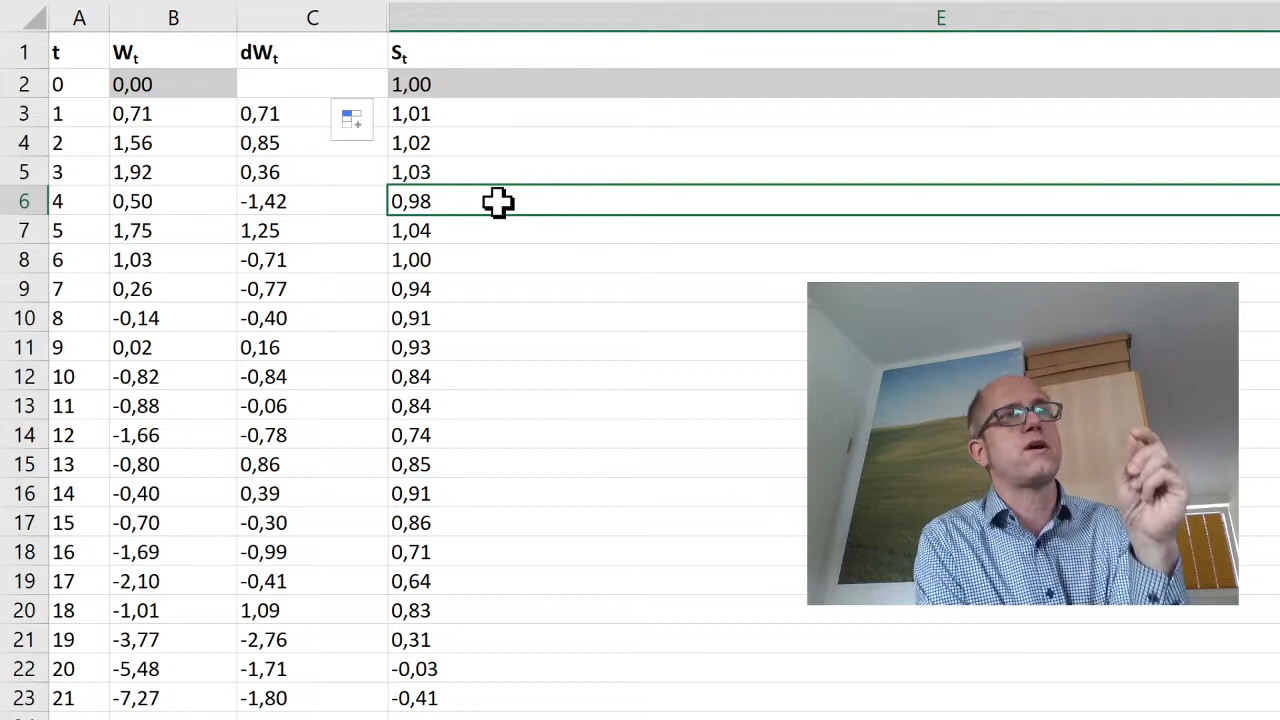 A B C E
1 t Wt dWt St
2 0 0,00 1,00
3 1 0,71 0,71 1,01
4 2 1,56 0,85 1,02
5 3 1,92 0,36 1,03
6 4 0,50 -1,42 0,98
7 5 1,75 1,25 1,04
8 6 1,03 -0,71 1,00
9 7 0,26 -0,77 0,94
10 8 -0,14 -0,40 0,91
11 9 0,02 0,16 0,93
12 10 -0,82 -0,84 0,84
13 11 -0,88 -0,06 0,84
14 12 -1,66 -0,78 0,74
15 13 -0,80 0,86 0,85
16 14 -0,40 0,39 0,91
17 15 -0,70 -0,30 0,86
18 16 -1,69 -0,99 0,71
19 17 -2,10 -0,41 0,64
20 18 -1,01 1,09 0,83
21 19 -3,77 -2,76 0,31
22 20 -5,48 -1,71 -0,03
23 21 -7,27 -1,80 -0,41